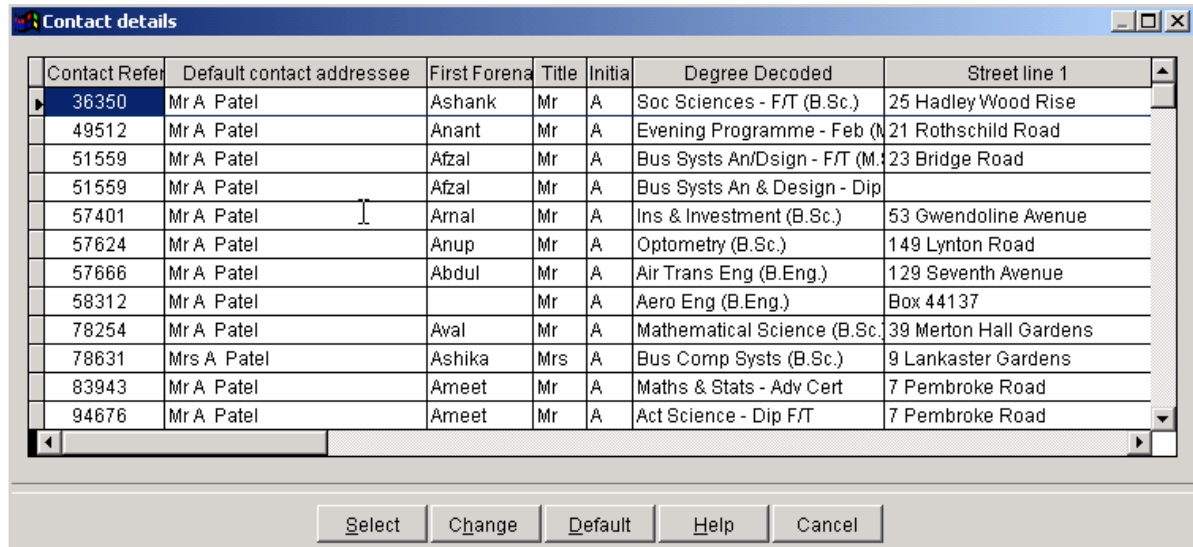 Contact details
Contact Refer Default contact addressee First Forena Title Initia Degree Decoded Street line 1
36350 Mr A Patel Ashank Mr A Soc Sciences - F/T (B.Sc.) 25 Hadley Wood Rise
49512 Mr A Patel Anant Mr A Evening Programme - Feb (M 21 Rothschild Road
51559 Mr A Patel Afzal Mr A Bus Systs An/Dsign - F/T (M.S 23 Bridge Road
51559 Mr A Patel Afzal Mr A Bus Systs An & Design - Dip
57401 Mr A Patel Arnal Mr A Ins & Investment (B.Sc.) 53 Gwendoline Avenue
57624 Mr A Patel Anup Mr A Optometry (B.Sc.) 149 Lynton Road
57666 Mr A Patel Abdul Mr A Air Trans Eng (B.Eng.) 129 Seventh Avenue
58312 Mr A Patel Mr A Aero Eng (B.Eng.) Box 44137
78254 Mr A Patel Aval Mr A Mathematical Science (B.Sc.) 39 Merton Hall Gardens
78631 Mrs A Patel Ashika Mrs A Bus Comp Systs (B.Sc.) 9 Lankaster Gardens
83943 Mr A Patel Ameet Mr A Maths & Stats - Adv Cert 7 Pembroke Road
94676 Mr A Patel Ameet Mr A Act Science - Dip F/T 7 Pembroke Road
Select Change Default Help Cancel